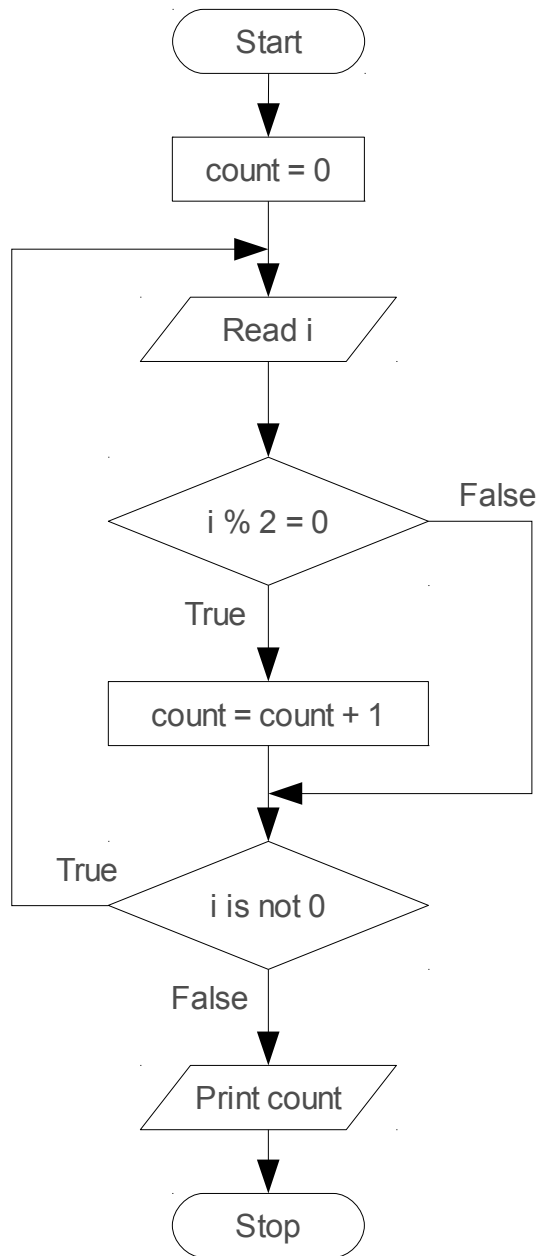 Start
count = 0
Read i
i % 2 = 0
False
True
count = count + 1
True
i is not 0
False
Print count
Stop